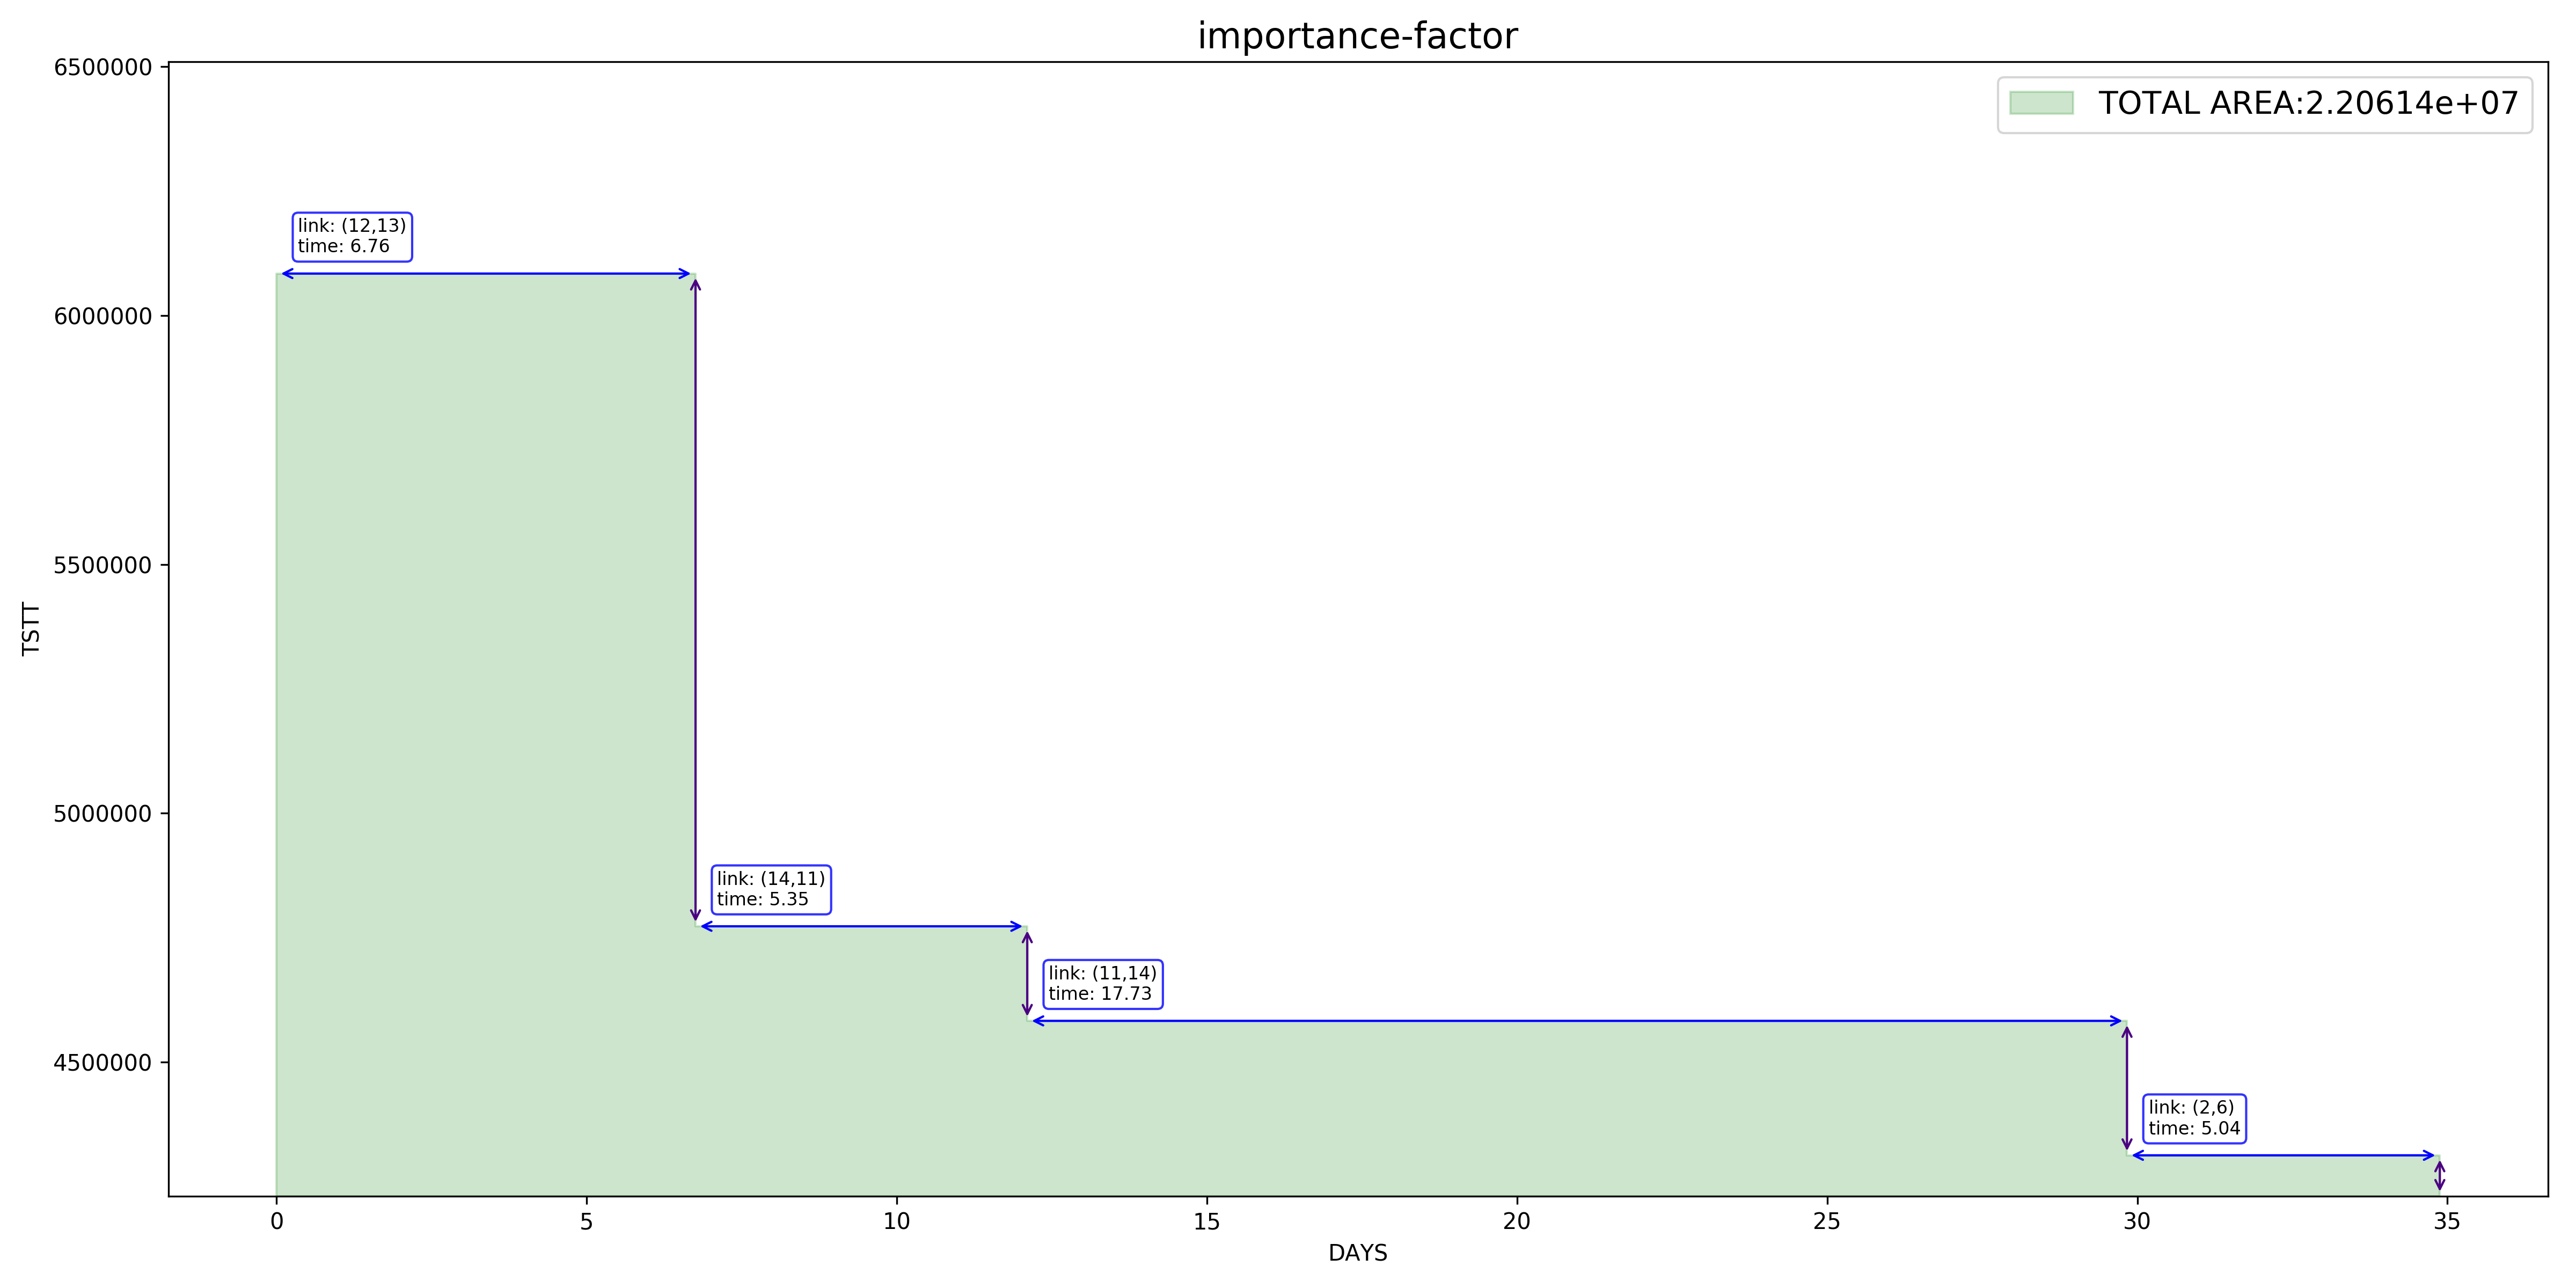 importance-factor
TOTAL AREA:2.20614e+07
6500000
6000000
5500000
5000000
4500000
TSTT
link: (12,13)
time: 6.76
link: (14,11)
time: 5.35
link: (11,14)
time: 17.73
link: (2,6)
time: 5.04
0
5
10
15
20
25
30
35
DAYS